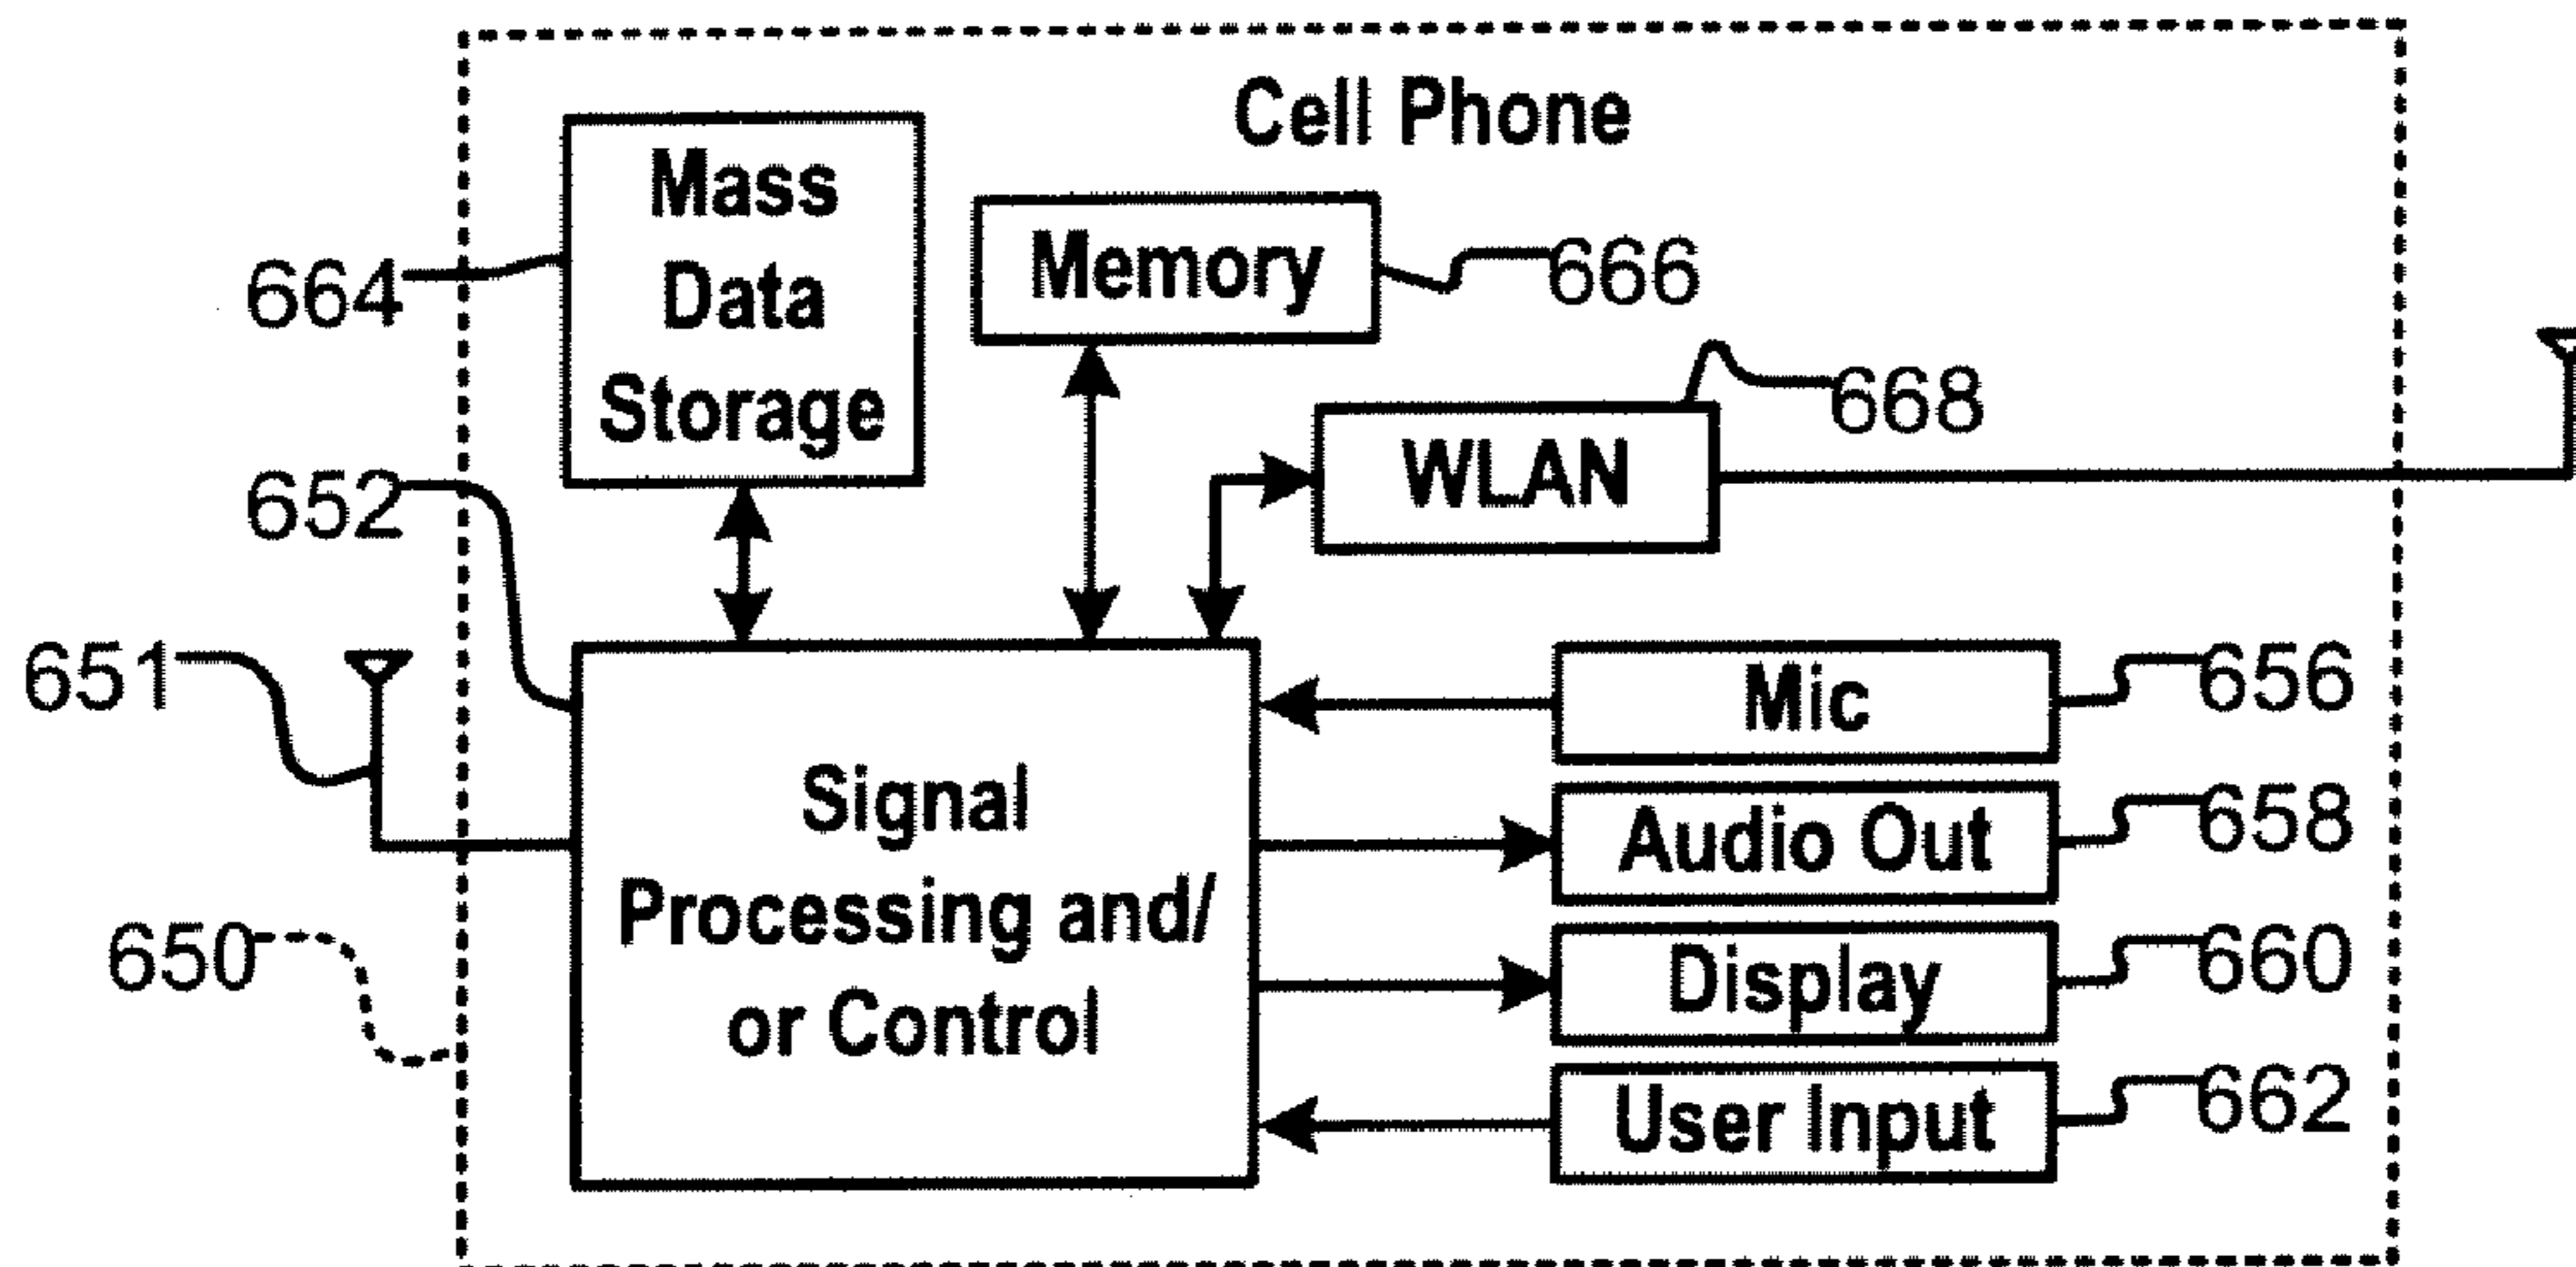 Cell Phone
Mass
Data
Storage
664
Memory
666
WLAN
668
652
651
650
Signal
Processing and/
or Control
Mic
656
Audio Out
658
Display
660
User Input
662